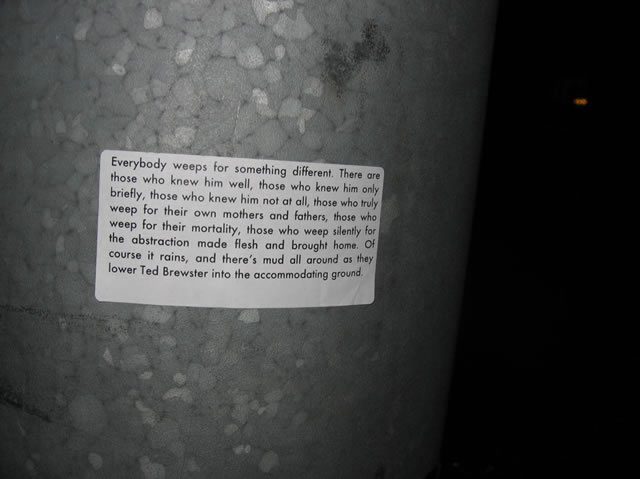 Everybody weeps for something different. There are
those who knew him well, those who knew him only
briefly, those who knew him not at all, those who truly
weep for their own mothers and fathers, those who
weep for their mortality, those who weep silently for
the abstraction made flesh and brought home. Of
course it rains, and there's mud all around as they
lower Ted Brewster into the accommodating ground.